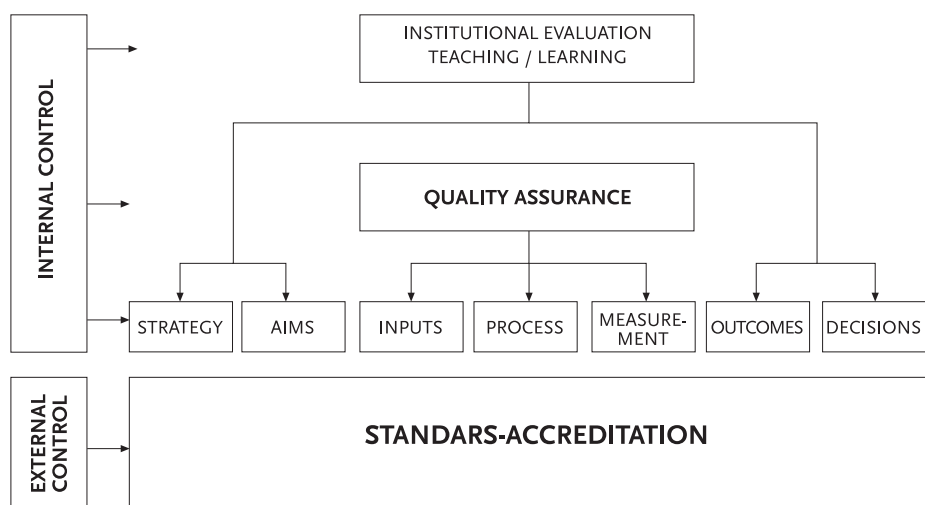 INTERNAL CONTROL
INSTITUTIONAL EVALUATION
TEACHING / LEARNING
QUALITY ASSURANCE
STRATEGY
AIMS
INPUTS
PROCESS
MEASURE-
MENT
OUTCOMES
DECISIONS
EXTERNAL
CONTROL
STANDARS-ACCREDITATION